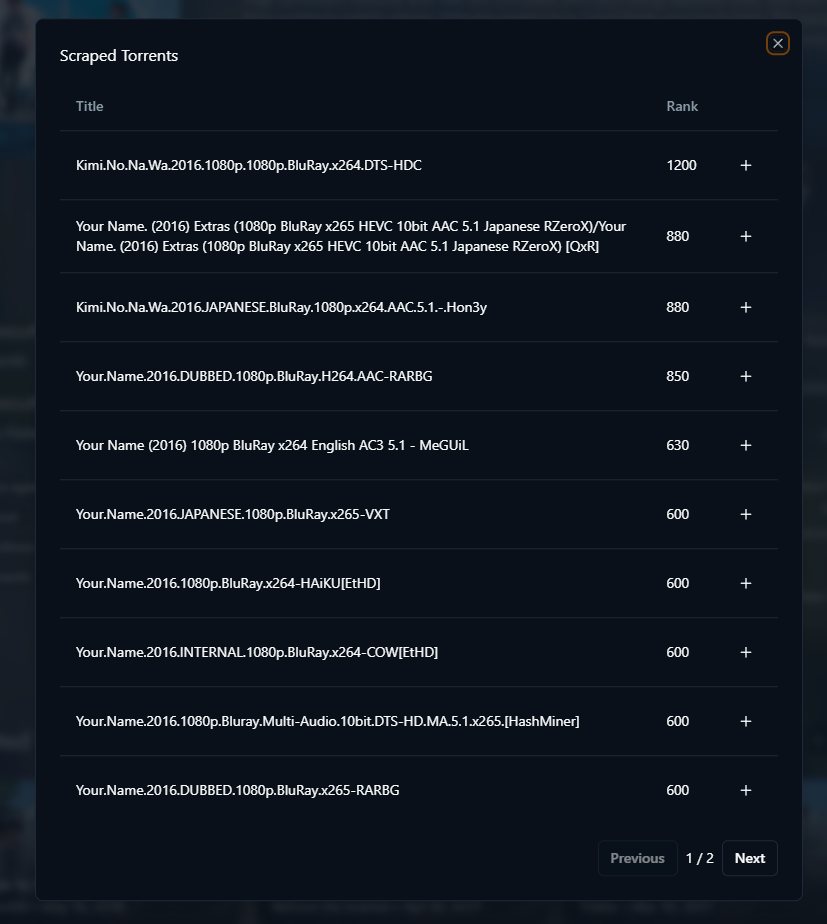 Scraped Torrents
Title Rank
Kimi.No.Na.Wa.2016.1080p.1080p.BluRay.x264.DTS-HDC 1200
Your Name. (2016) Extras (1080p BluRay x265 HEVC 10bit AAC 5.1 Japanese RZeroX)/Your
Name. (2016) Extras (1080p BluRay x265 HEVC 10bit AAC 5.1 Japanese RZeroX) [QxR] 880
Kimi.No.Na.Wa.2016.JAPANESE.BluRay.1080p.x264.AAC.5.1.-.Hon3y 880
Your.Name.2016.DUBBED.1080p.BluRay.H264.AAC-RARBG 850
Your Name (2016) 1080p BluRay x264 English AC3 5.1 - MeGUiL 630
Your.Name.2016.JAPANESE.1080p.BluRay.x265-VXT 600
Your.Name.2016.1080p.BluRay.x264-HAiKU[EtHD] 600
Your.Name.2016.INTERNAL.1080p.BluRay.x264-COW[EtHD] 600
Your.Name.2016.1080p.Bluray.Multi-Audio.10bit.DTS-HD.MA.5.1.x265.[HashMiner] 600
Your.Name.2016.DUBBED.1080p.BluRay.x265-RARBG 600
Previous 1 / 2 Next